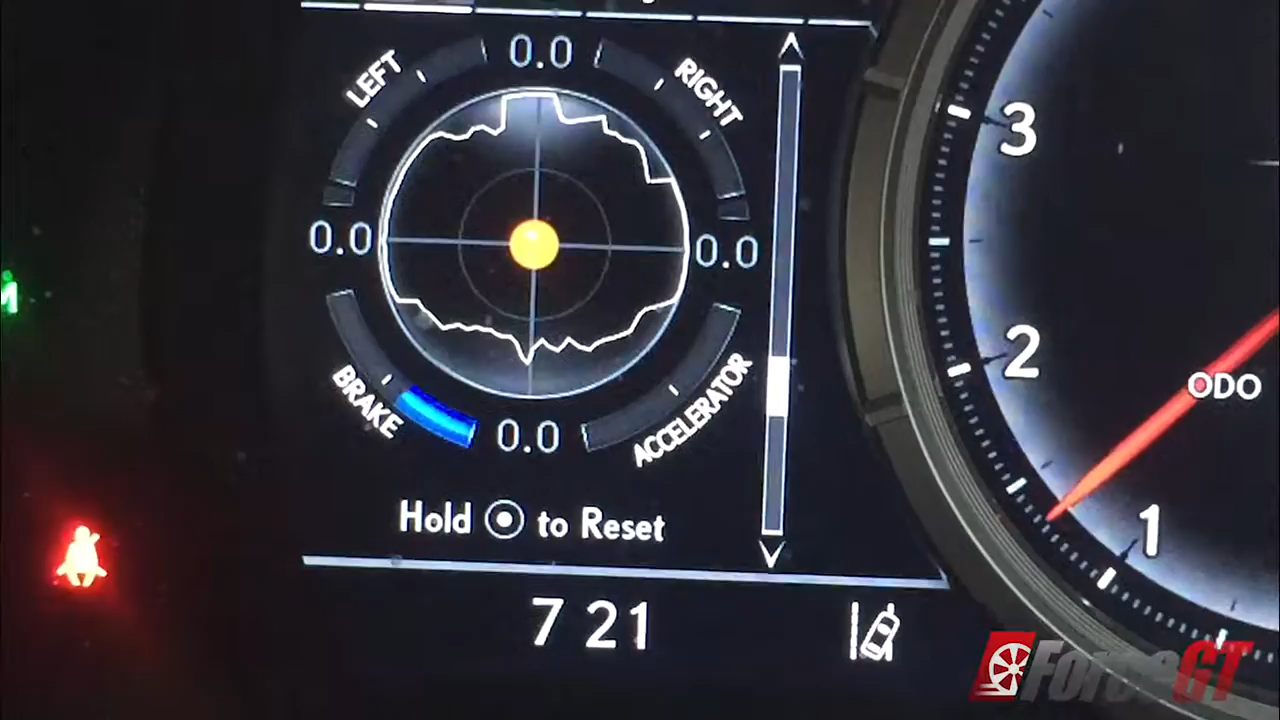 LEFT
0.0
RIGHT
3
0.0
0.0
2
ODO
BRAKE
0.0
ACCELERATOR
1
Hold to Reset
7 21
ForceGT